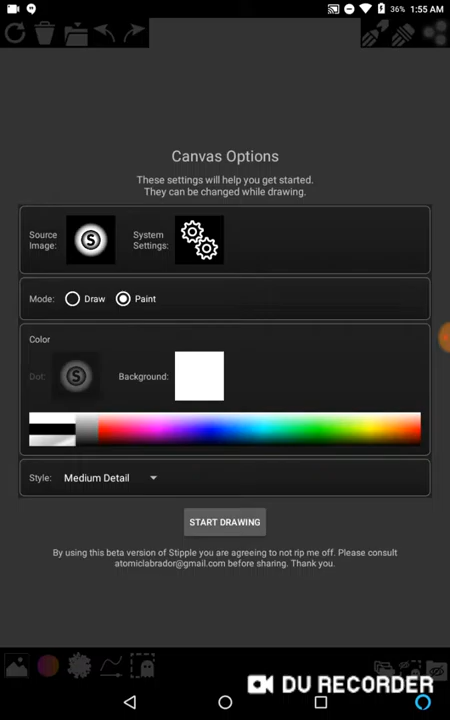 36% 1:55 AM
Canvas Options
These settings will help you get started.
They can be changed while drawing.
Source
Image:
S
System
Settings:
Mode:
Draw
Paint
Color
Dot:
S
Background:
Style:
Medium Detail
START DRAWING
By using this beta version of Stipple you are agreeing to not rip me off. Please consult
atomiclabrador@gmail.com before sharing. Thank you.
DU RECORDER